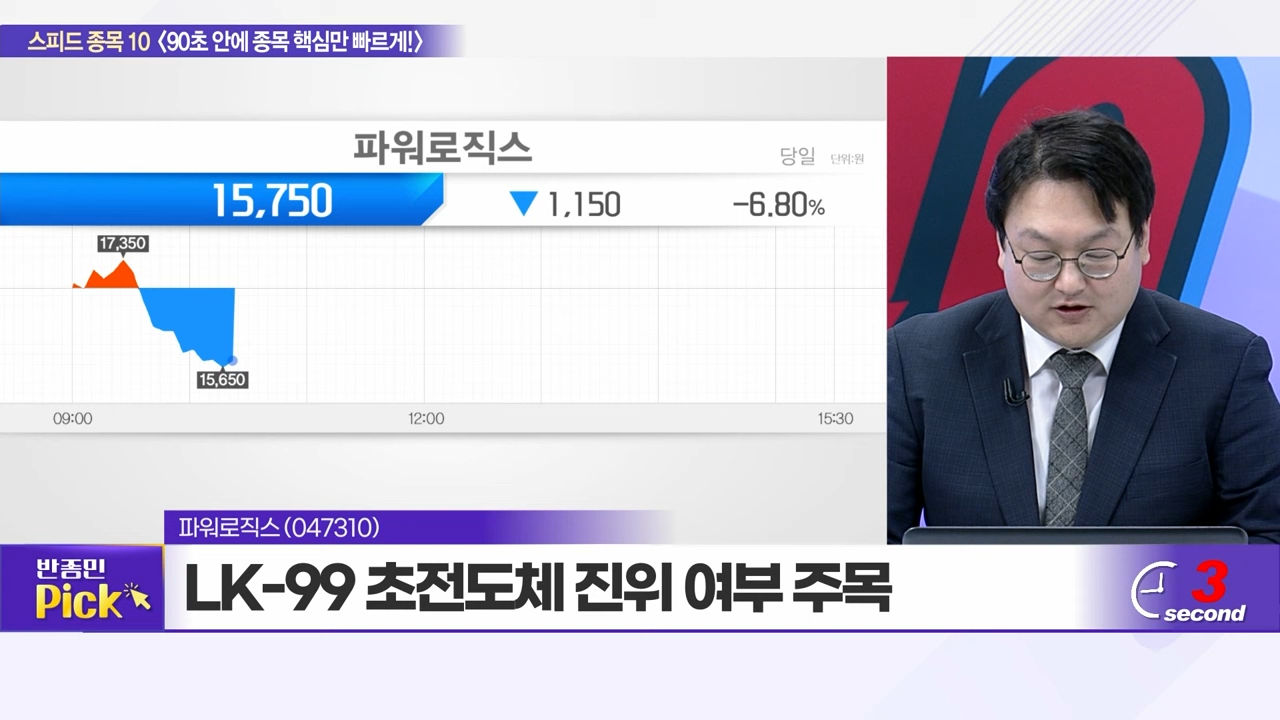 스피드 종목 10 〈90초 안에 종목 핵심만 빠르게!〉
파워로직스
당일 단위:원
15,750 ▼ 1,150 -6.80%
17,350
15,650
09:00 12:00 15:30
파워로직스(047310)
반종민
Pick
LK-99 초전도체 진위 여부 주목
3
second